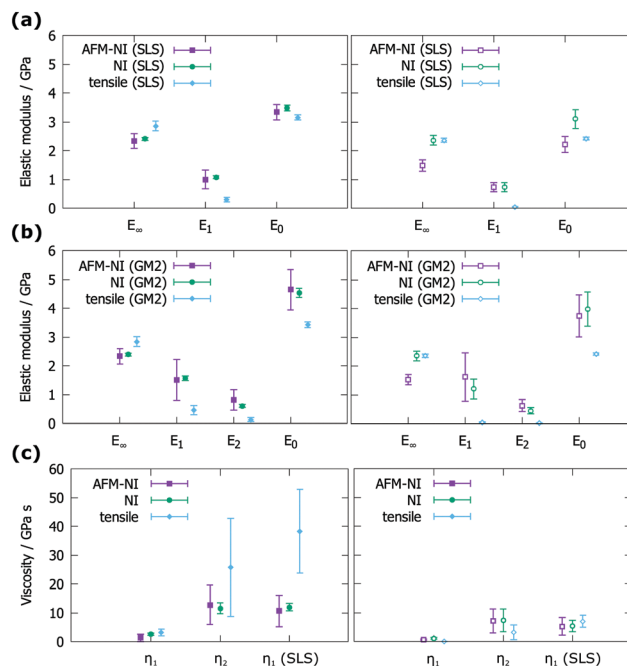 (a)
Elastic modulus / GPa
6
5
4
3
2
1
0
AFM-NI (SLS)
NI (SLS)
tensile (SLS)
E∞ E₁ E₀
AFM-NI (SLS)
NI (SLS)
tensile (SLS)
E∞ E₁ E₀
(b)
Elastic modulus / GPa
6
5
4
3
2
1
0
AFM-NI (GM2)
NI (GM2)
tensile (GM2)
E∞ E₁ E₂ E₀
AFM-NI (GM2)
NI (GM2)
tensile (GM2)
E∞ E₁ E₂ E₀
(c)
Viscosity / GPa s
60
50
40
30
20
10
0
AFM-NI
NI
tensile
η₁ η₂ η₁ (SLS)
AFM-NI
NI
tensile
η₁ η₂ η₁ (SLS)